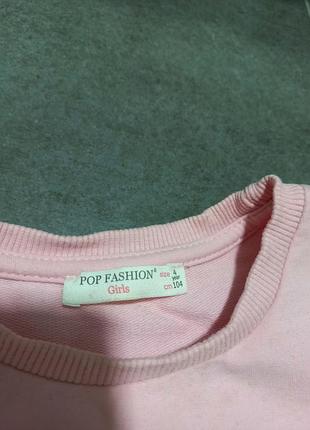 POP FASHION®
Girls
size 4 year
cm 104